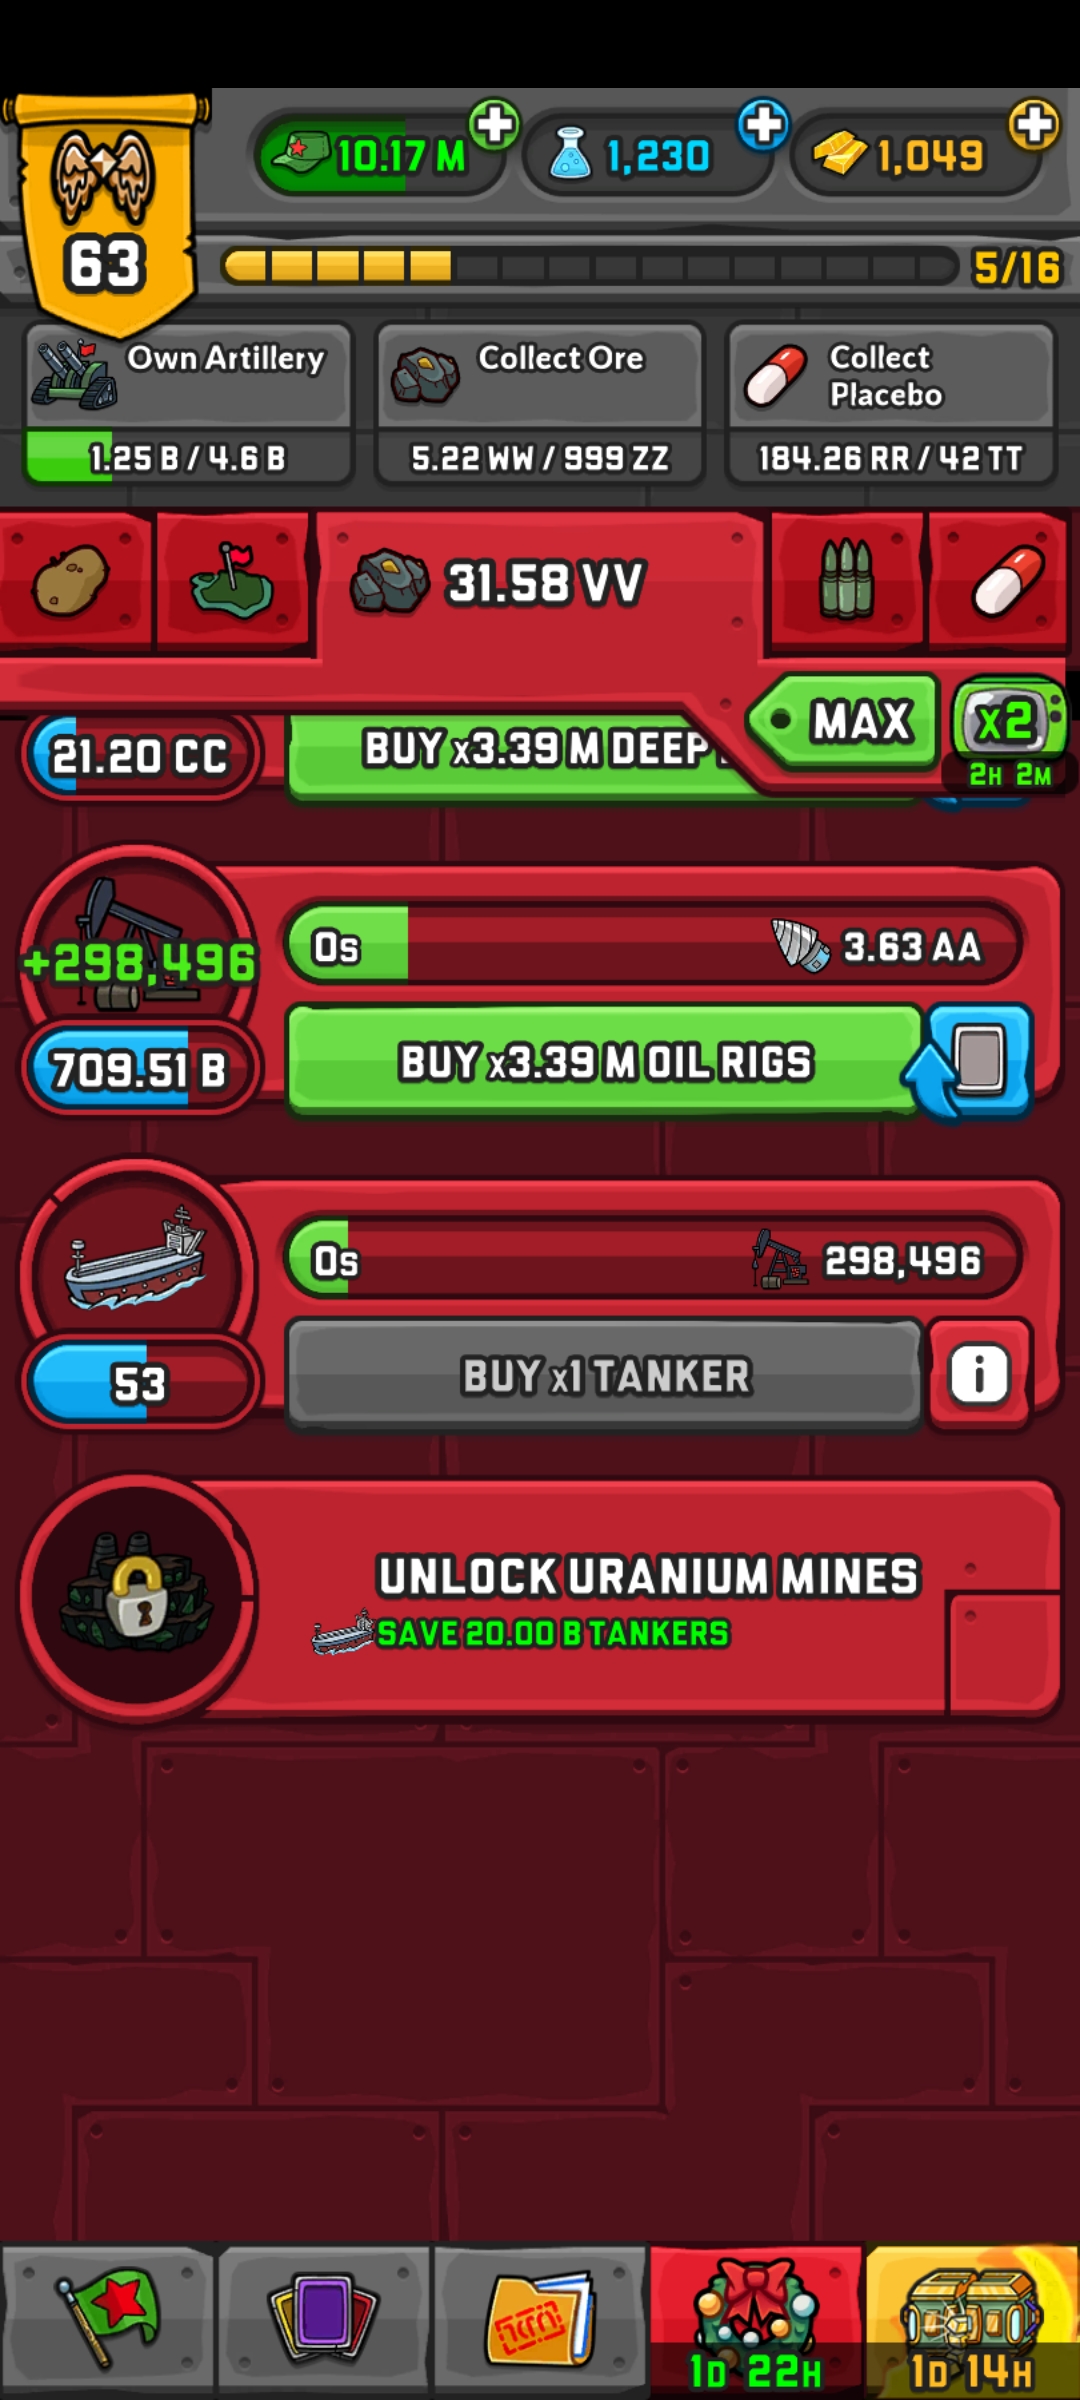 10.17 M
1,230
1,049
63
5/16
Own Artillery
1.25 B / 4.6 B
Collect Ore
5.22 WW / 999 ZZ
Collect
Placebo
184.26 RR / 42 TT
31.58 VV
MAX
x2
2H 2M
21.20 CC
BUY x3.39 M DEEP
+298,496
0s
3.63 AA
709.51 B
BUY x3.39 M OIL RIGS
0s
298,496
53
BUY x1 TANKER
i
UNLOCK URANIUM MINES
SAVE 20.00 B TANKERS
1D 22H
1D 14H